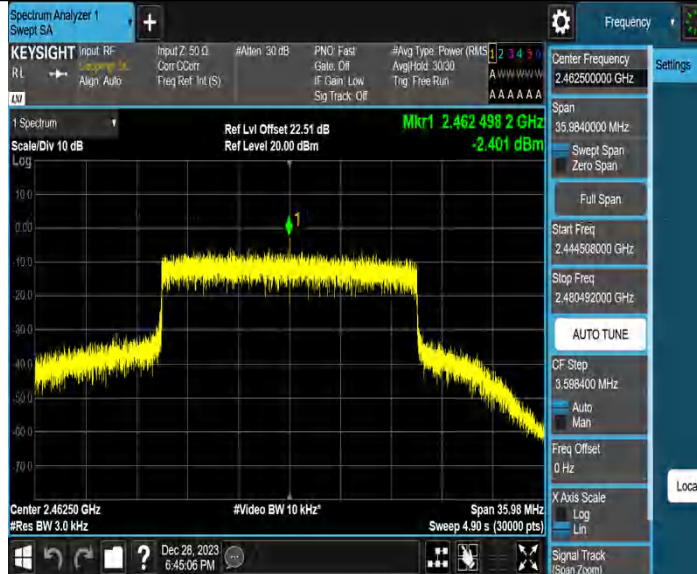 Spectrum Analyzer 1
Swept SA
+
Frequency
KEYSIGHT
RL
Input: RF
Align: Auto
Input Z: 50 Ω
Corr CCorr
Freq Ref: Int (S)
#Atten: 30 dB
PNO: Fast
Gate: Off
IF Gain: Low
Sig Track: Off
#Avg Type: Power (RMS
Avg|Hold: 30/30
Trig: Free Run
1 2 3 4 5 6
A W W W W W
A A A A A A
1 Spectrum
Scale/Div 10 dB
Ref Lvl Offset 22.51 dB
Ref Level 20.00 dBm
Mkr1 2.462 498 2 GHz
-2.401 dBm
Log
10.0
0.00
-10.0
-20.0
-30.0
-40.0
-50.0
-60.0
-70.0
1
Center 2.46250 GHz
#Res BW 3.0 kHz
#Video BW 10 kHz*
Span 35.98 MHz
Sweep 4.90 s (30000 pts)
?
Dec 28, 2023
6:45:06 PM
Center Frequency
2.462500000 GHz
Span
35.9840000 MHz
Swept Span
Zero Span
Full Span
Start Freq
2.444508000 GHz
Stop Freq
2.480492000 GHz
AUTO TUNE
CF Step
3.598400 MHz
Auto
Man
Freq Offset
0 Hz
X Axis Scale
Log
Lin
Signal Track
(Span Zoom)
Settings
Loca